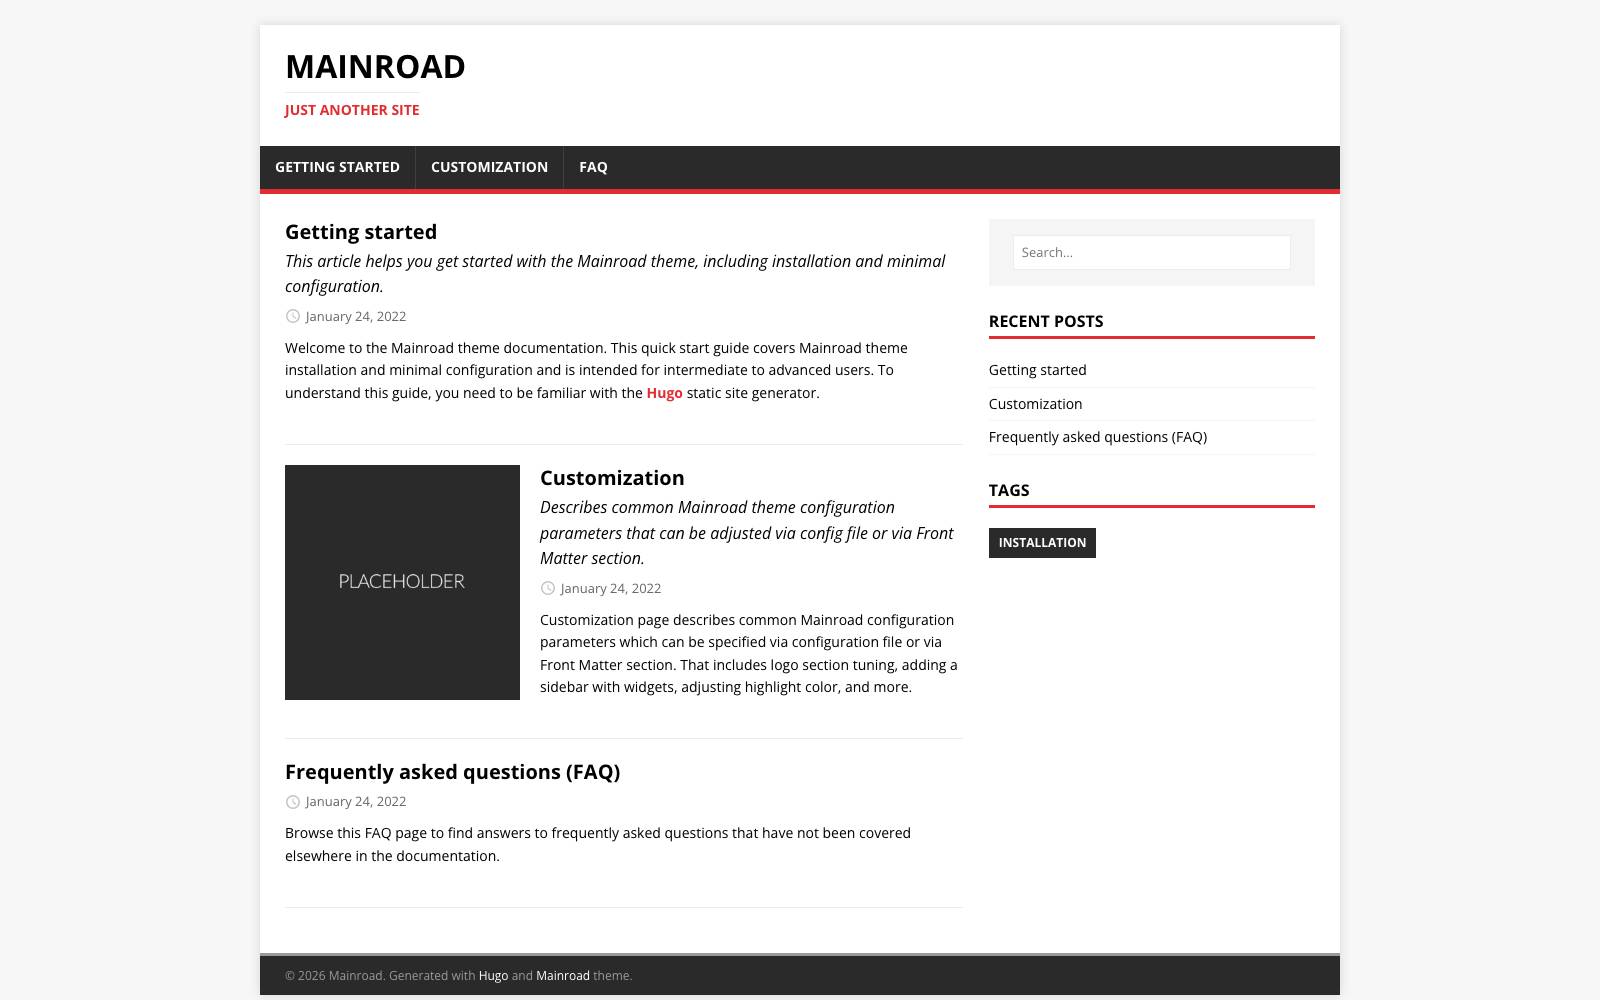 MAINROAD
JUST ANOTHER SITE
GETTING STARTED
CUSTOMIZATION
FAQ
Getting started
This article helps you get started with the Mainroad theme, including installation and minimal
configuration.
January 24, 2022
Welcome to the Mainroad theme documentation. This quick start guide covers Mainroad theme
installation and minimal configuration and is intended for intermediate to advanced users. To
understand this guide, you need to be familiar with the Hugo static site generator.
PLACEHOLDER
Customization
Describes common Mainroad theme configuration
parameters that can be adjusted via config file or via Front
Matter section.
January 24, 2022
Customization page describes common Mainroad configuration
parameters which can be specified via configuration file or via
Front Matter section. That includes logo section tuning, adding a
sidebar with widgets, adjusting highlight color, and more.
Frequently asked questions (FAQ)
January 24, 2022
Browse this FAQ page to find answers to frequently asked questions that have not been covered
elsewhere in the documentation.
Search...
RECENT POSTS
Getting started
Customization
Frequently asked questions (FAQ)
TAGS
INSTALLATION
© 2026 Mainroad. Generated with Hugo and Mainroad theme.